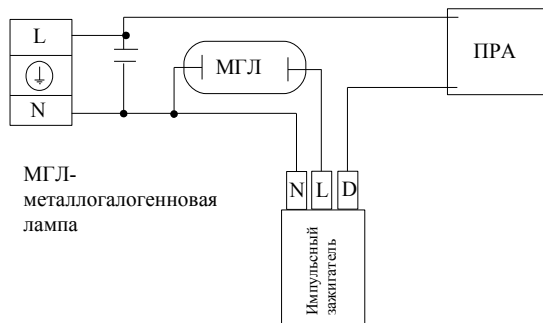 L
ПРА
МГЛ
N
МГЛ-
металлогалогенновая
лампа
N L D
Импульсный
зажигатель